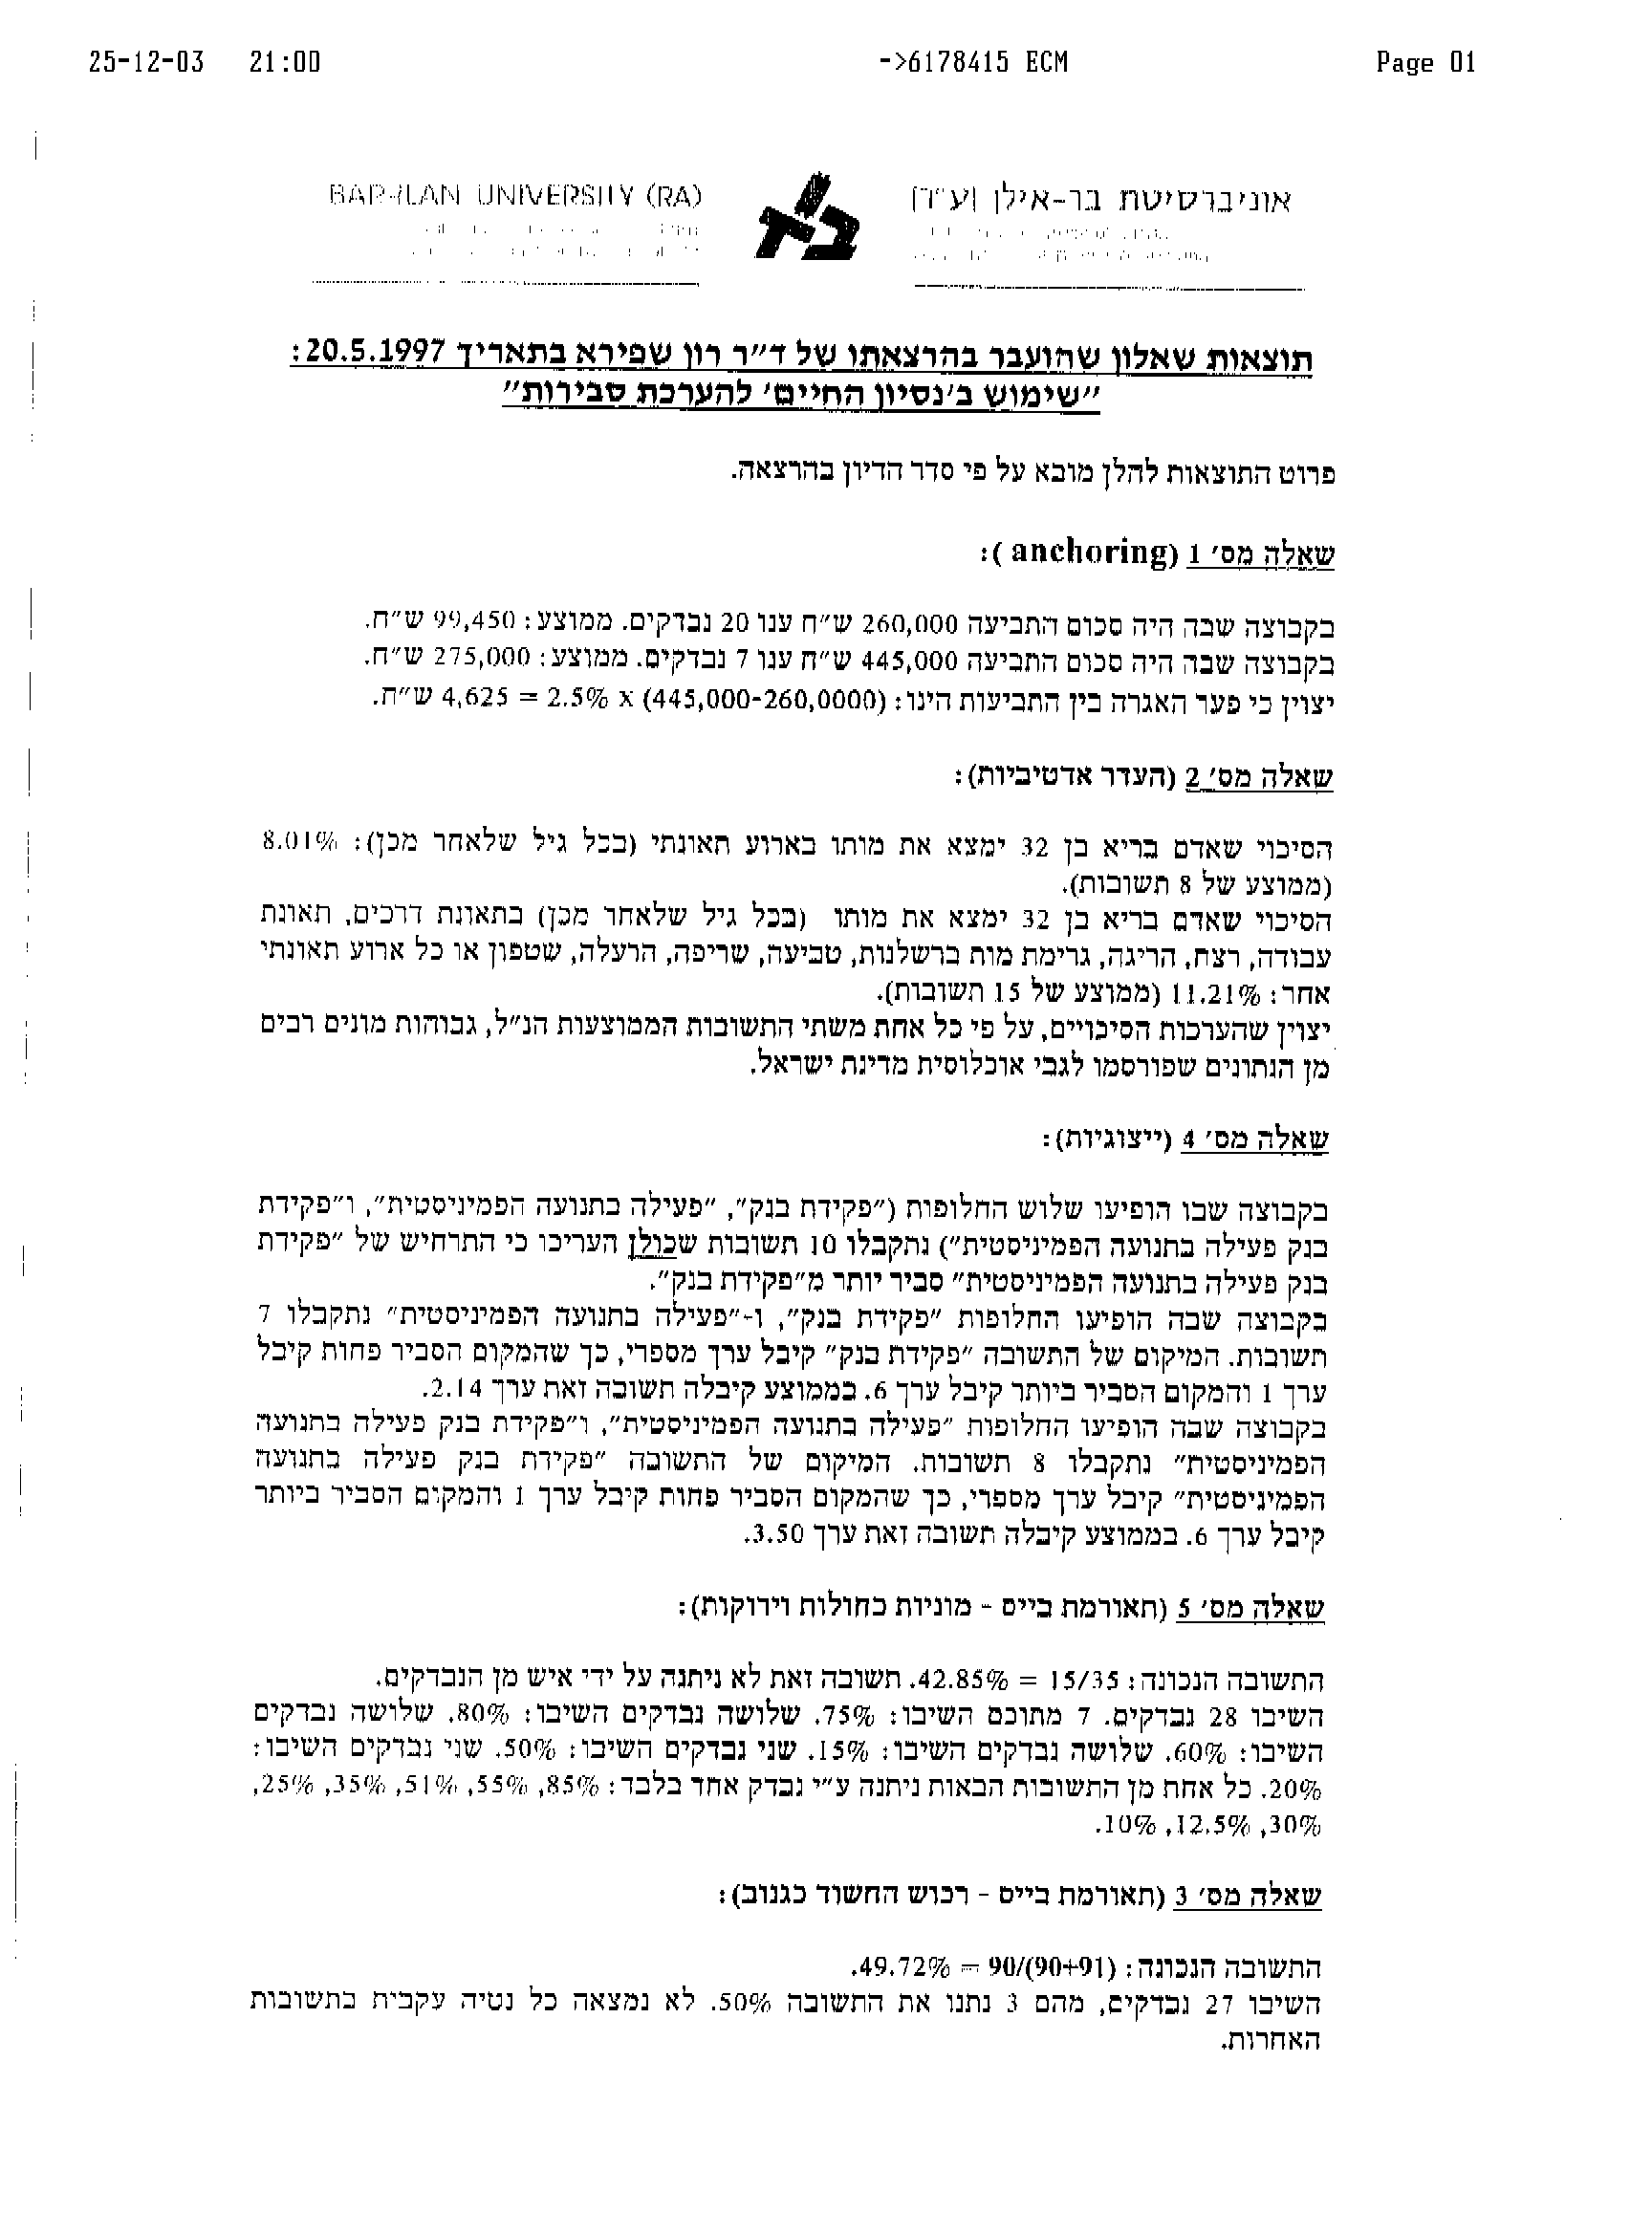 25-12-03 21:00 ->6178415 ECM Page 01
אוניברסיטת בר-אילן (ע"ר)
BAR-ILAN UNIVERSITY (RA)
תוצאות שאלון שהועבר בהרצאתו של ד"ר רון שפירא בתאריך 20.5.1997:
"שימוש ב'נסיון החיים' להערכת סבירות"
פרוט התוצאות להלן מובא על פי סדר הדיון בהרצאה.
שאלה מס' 1 (anchoring ):
בקבוצה שבה היה סכום התביעה 260,000 ש"ח ענו 20 נבדקים. ממוצע: 99,450 ש"ח.
בקבוצה שבה היה סכום התביעה 445,000 ש"ח ענו 7 נבדקים. ממוצע: 275,000 ש"ח.
יצוין כי פער האגרה בין התביעות הינו: (445,000-260,0000) x 2.5% = 4,625 ש"ח.
שאלה מס' 2 (העדר אדטיביות):
הסיכוי שאדם בריא בן 32 ימצא את מותו בארוע תאונתי (בכל גיל שלאחר מכן): 8.01%
(ממוצע של 8 תשובות).
הסיכוי שאדם בריא בן 32 ימצא את מותו (בכל גיל שלאחר מכן) בתאונת דרכים, תאונת
עבודה, רצח, הריגה, גרימת מות ברשלנות, טביעה, שריפה, הרעלה, שטפון או כל ארוע תאונתי
אחר: 11.21% (ממוצע של 15 תשובות).
יצוין שהערכות הסיכויים, על פי כל אחת משתי התשובות הממוצעות הנ"ל, גבוהות מונים רבים
מן הנתונים שפורסמו לגבי אוכלוסית מדינת ישראל.
שאלה מס' 4 (ייצוגיות):
בקבוצה שבו הופיעו שלוש החלופות ("פקידת בנק", "פעילה בתנועה הפמיניסטית", ו"פקידת
בנק פעילה בתנועה הפמיניסטית") נתקבלו 10 תשובות שכולן העריכו כי התרחיש של "פקידת
בנק פעילה בתנועה הפמיניסטית" סביר יותר מ"פקידת בנק".
בקבוצה שבה הופיעו החלופות "פקידת בנק", ו-"פעילה בתנועה הפמיניסטית" נתקבלו 7
תשובות. המיקום של התשובה "פקידת בנק" קיבל ערך מספרי, כך שהמקום הסביר פחות קיבל
ערך 1 והמקום הסביר ביותר קיבל ערך 6. בממוצע קיבלה תשובה זאת ערך 2.14.
בקבוצה שבה הופיעו החלופות "פעילה בתנועה הפמיניסטית", ו"פקידת בנק פעילה בתנועה
הפמיניסטית" נתקבלו 8 תשובות. המיקום של התשובה "פקידת בנק פעילה בתנועה
הפמיניסטית" קיבל ערך מספרי, כך שהמקום הסביר פחות קיבל ערך 1 והמקום הסביר ביותר
קיבל ערך 6. בממוצע קיבלה תשובה זאת ערך 3.50.
שאלה מס' 5 (תאורמת בייס - מוניות כחולות וירוקות):
התשובה הנכונה: 15/35 = 42.85%. תשובה זאת לא ניתנה על ידי איש מן הנבדקים.
השיבו 28 נבדקים. 7 מתוכם השיבו: 75%. שלושה נבדקים השיבו: 80%. שלושה נבדקים
השיבו: 60%. שלושה נבדקים השיבו: 15%. שני נבדקים השיבו: 50%. שני נבדקים השיבו:
20%. כל אחת מן התשובות הבאות ניתנה ע"י נבדק אחד בלבד: 85%, 55%, 51%, 35%, 25%,
30%, 12.5%, 10%.
שאלה מס' 3 (תאורמת בייס - רכוש החשוד כגנוב):
התשובה הנכונה: 90/(90+91) = 49.72%.
השיבו 27 נבדקים, מהם 3 נתנו את התשובה 50%. לא נמצאה כל נטיה עקבית בתשובות
האחרות.